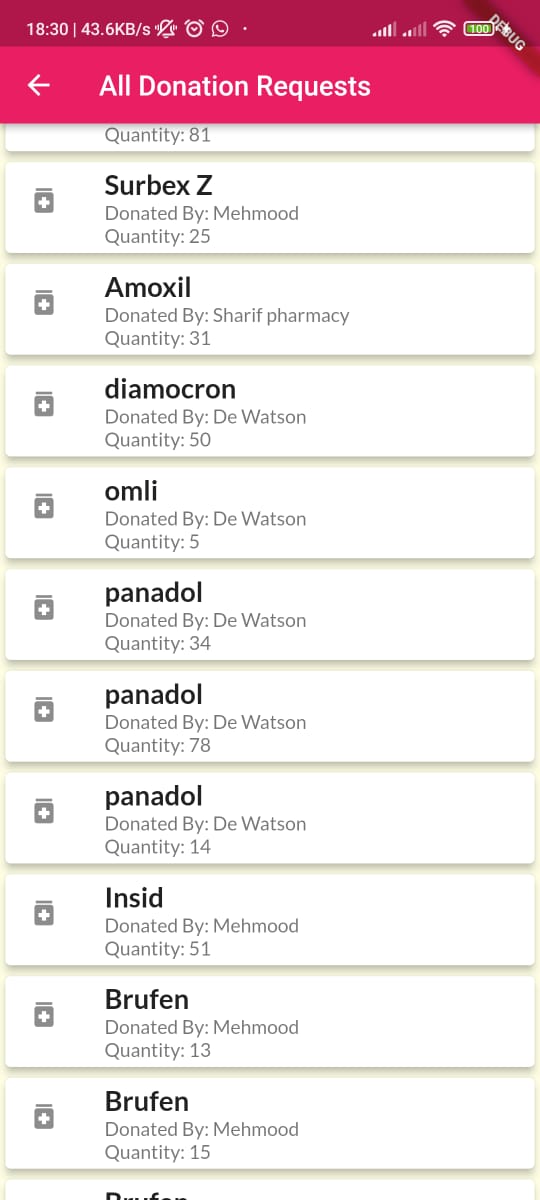 18:30 | 43.6KB/s
100
DEBUG
All Donation Requests
Quantity: 81
Surbex Z
Donated By: Mehmood
Quantity: 25
Amoxil
Donated By: Sharif pharmacy
Quantity: 31
diamocron
Donated By: De Watson
Quantity: 50
omli
Donated By: De Watson
Quantity: 5
panadol
Donated By: De Watson
Quantity: 34
panadol
Donated By: De Watson
Quantity: 78
panadol
Donated By: De Watson
Quantity: 14
Insid
Donated By: Mehmood
Quantity: 51
Brufen
Donated By: Mehmood
Quantity: 13
Brufen
Donated By: Mehmood
Quantity: 15
Brufen